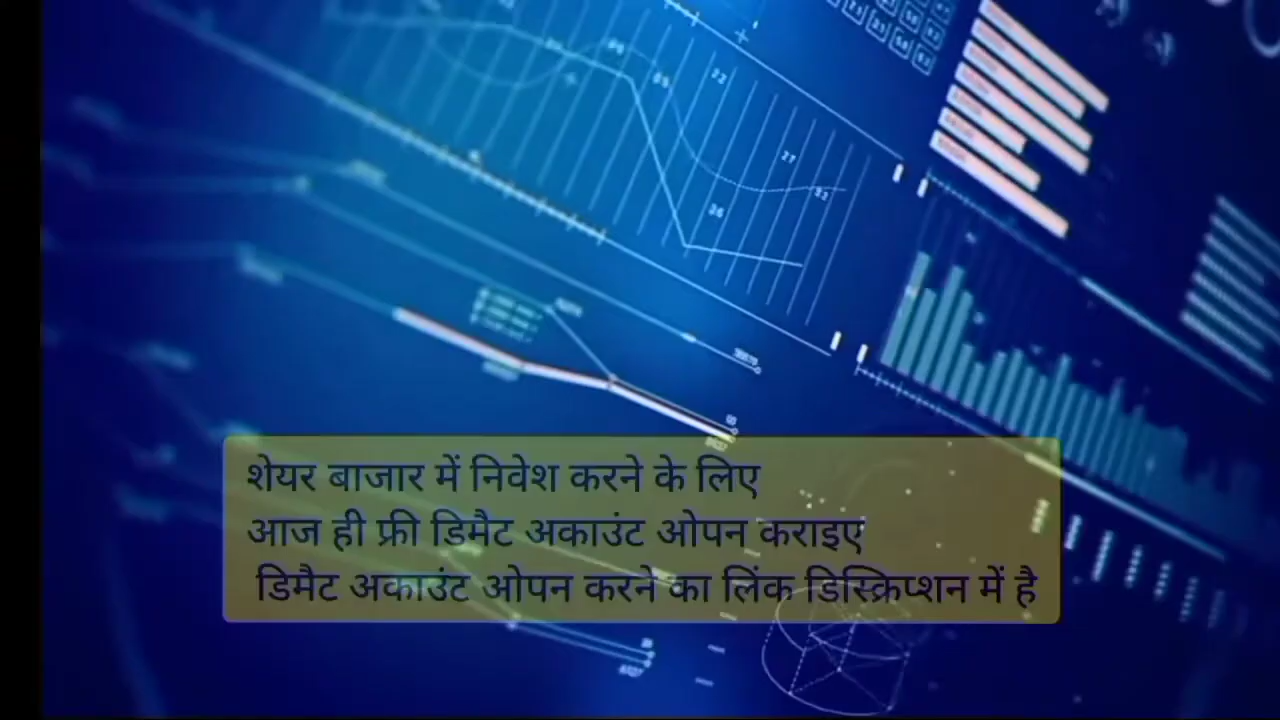 शेयर बाजार में निवेश करने के लिए
आज ही फ्री डिमैट अकाउंट ओपन कराइए
डिमैट अकाउंट ओपन करने का लिंक डिस्क्रिप्शन में है